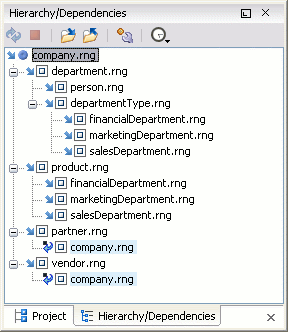 Hierarchy/Dependencies
company.rng
department.rng
person.rng
departmentType.rng
financialDepartment.rng
marketingDepartment.rng
salesDepartment.rng
product.rng
financialDepartment.rng
marketingDepartment.rng
salesDepartment.rng
partner.rng
company.rng
vendor.rng
company.rng
Project Hierarchy/Dependencies